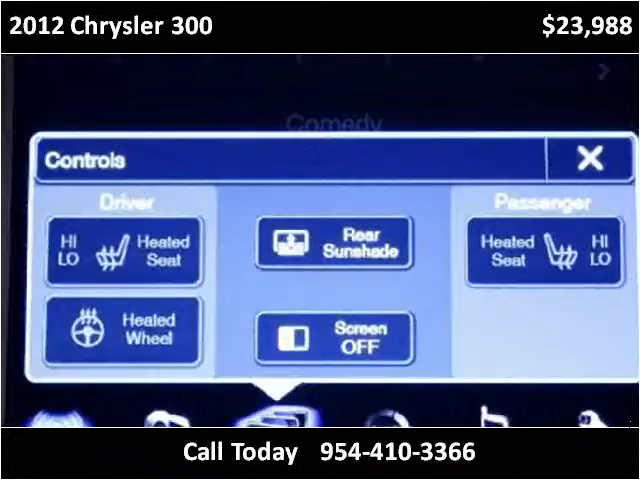 2012 Chrysler 300 $23,988
Comedy
Controls
Driver
Passenger
HI
LO
Heated
Seat
Rear
Sunshade
Heated
Seat
HI
LO
Heated
Wheel
Screen
OFF
Call Today 954-410-3366